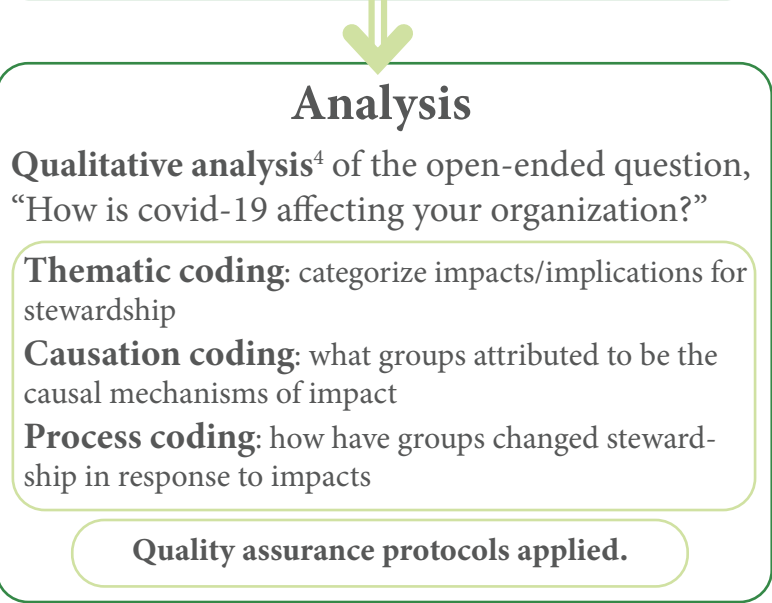 Analysis
Qualitative analysis⁴ of the open-ended question,
“How is covid-19 affecting your organization?”
Thematic coding: categorize impacts/implications for
stewardship
Causation coding: what groups attributed to be the
causal mechanisms of impact
Process coding: how have groups changed steward-
ship in response to impacts
Quality assurance protocols applied.